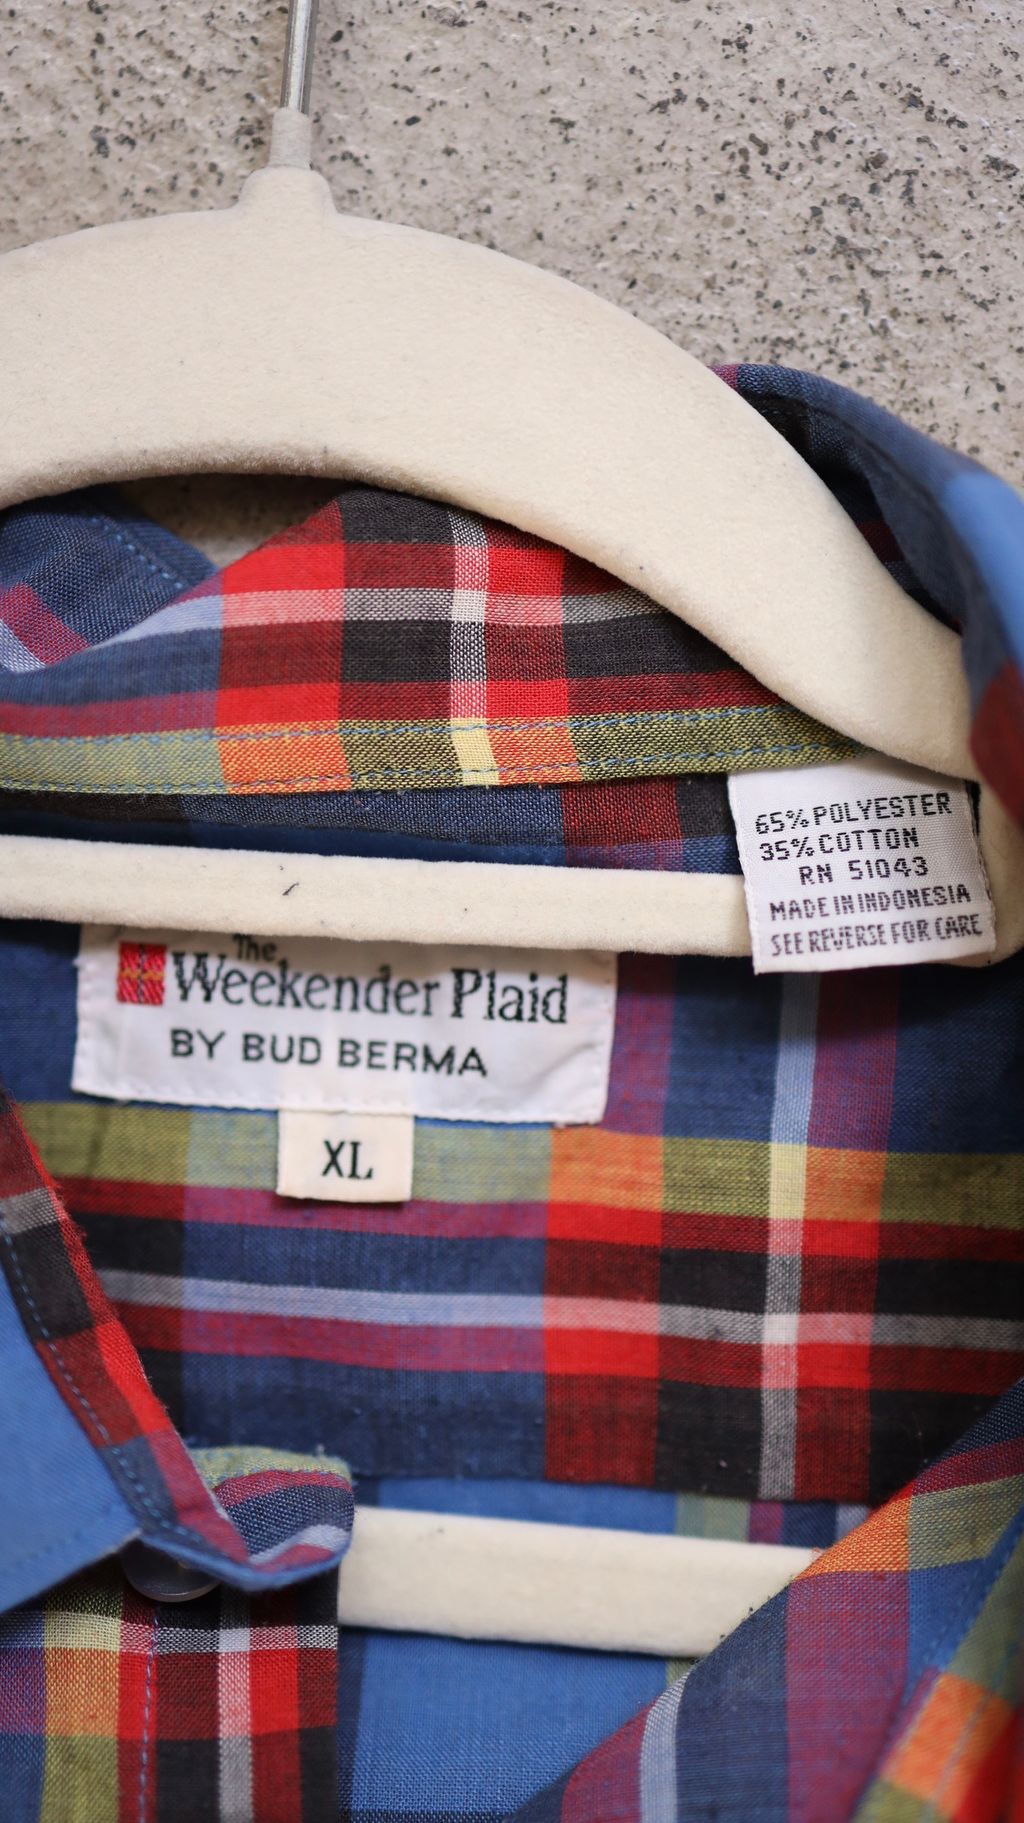 65% POLYESTER
35% COTTON
RN 51043
MADE IN INDONESIA
SEE REVERSE FOR CARE
The
Weekender Plaid
BY BUD BERMA
XL